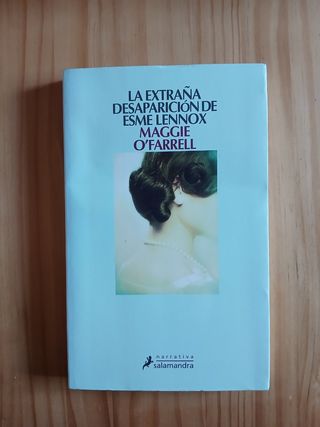 LA EXTRAÑA
DESAPARICIÓN DE
ESME LENNOX
MAGGIE
O'FARRELL
narrativa
salamandra